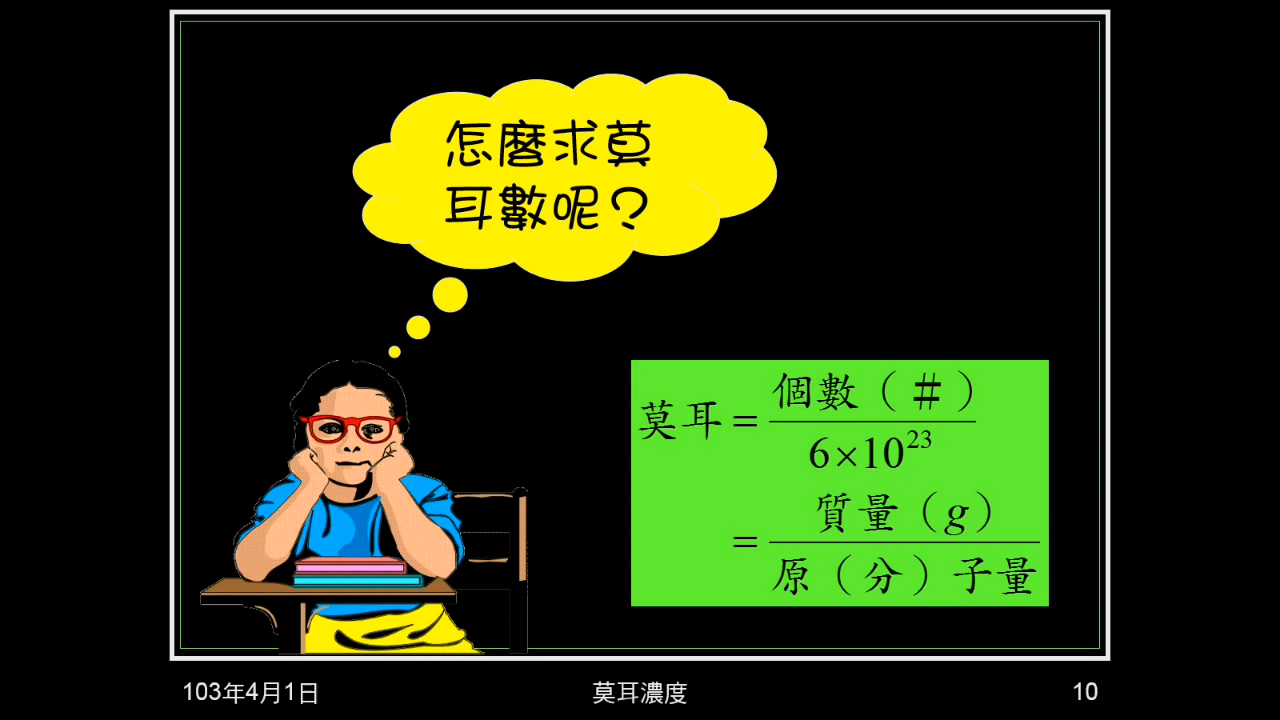 怎麼求莫
耳數呢？
莫耳 = 個數（#） / 6×10^23
= 質量（g） / 原（分）子量
103年4月1日
莫耳濃度
10